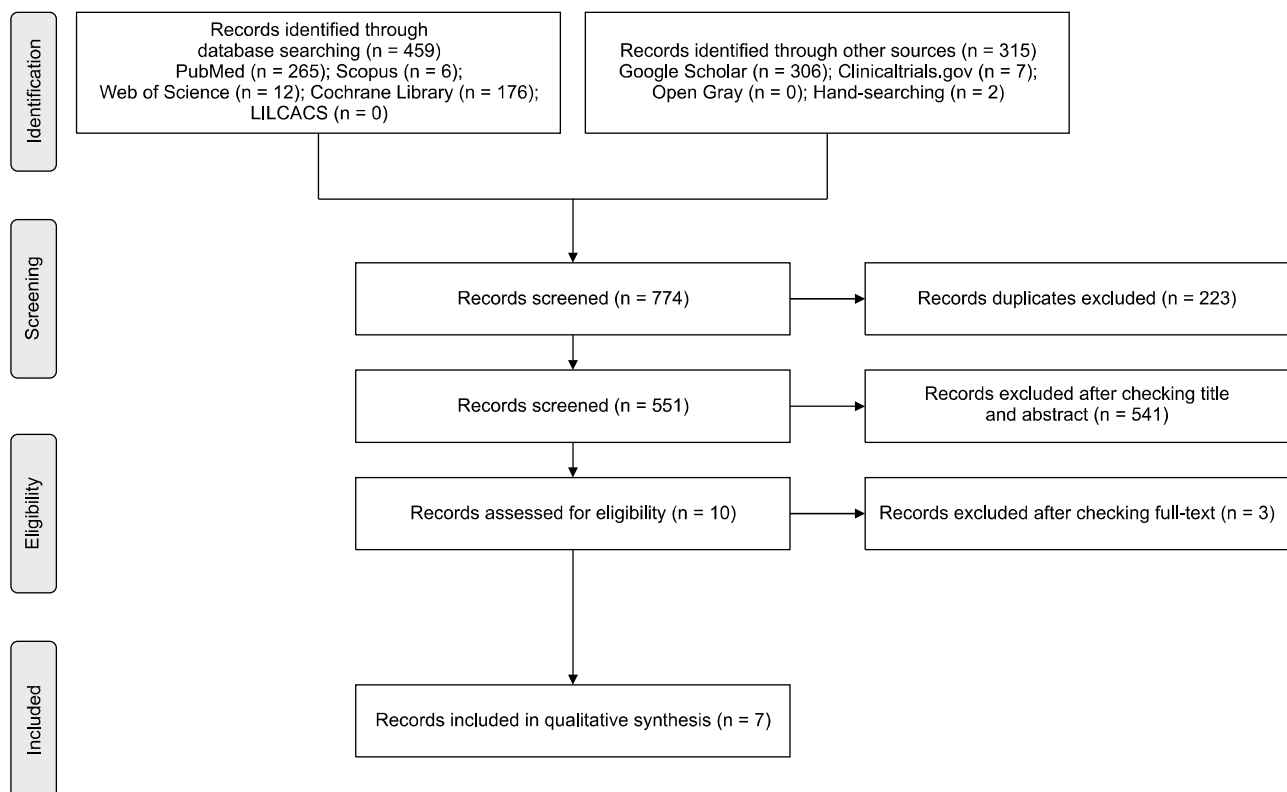 Identification
Records identified through
database searching (n = 459)
PubMed (n = 265); Scopus (n = 6);
Web of Science (n = 12); Cochrane Library (n = 176);
LILCACS (n = 0)
Records identified through other sources (n = 315)
Google Scholar (n = 306); Clinicaltrials.gov (n = 7);
Open Gray (n = 0); Hand-searching (n = 2)
Screening
Records screened (n = 774)
Records duplicates excluded (n = 223)
Records screened (n = 551)
Records excluded after checking title
and abstract (n = 541)
Eligibility
Records assessed for eligibility (n = 10)
Records excluded after checking full-text (n = 3)
Included
Records included in qualitative synthesis (n = 7)